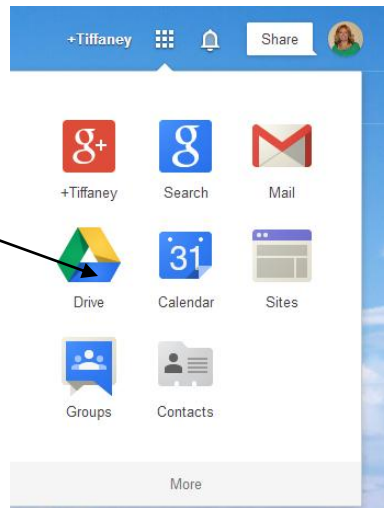 +Tiffaney Share
g+ g
+Tiffaney Search Mail
31
Drive Calendar Sites
Groups Contacts
More